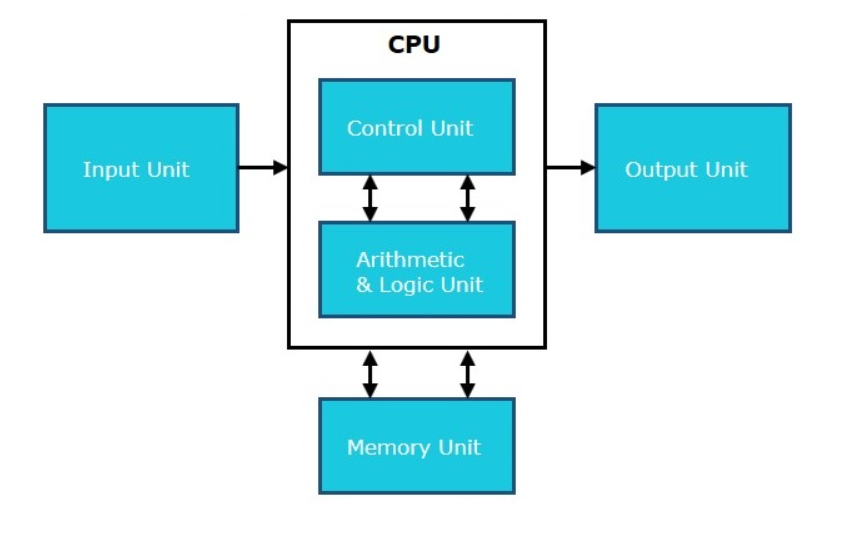 CPU
Control Unit
Input Unit
Output Unit
Arithmetic
& Logic Unit
Memory Unit